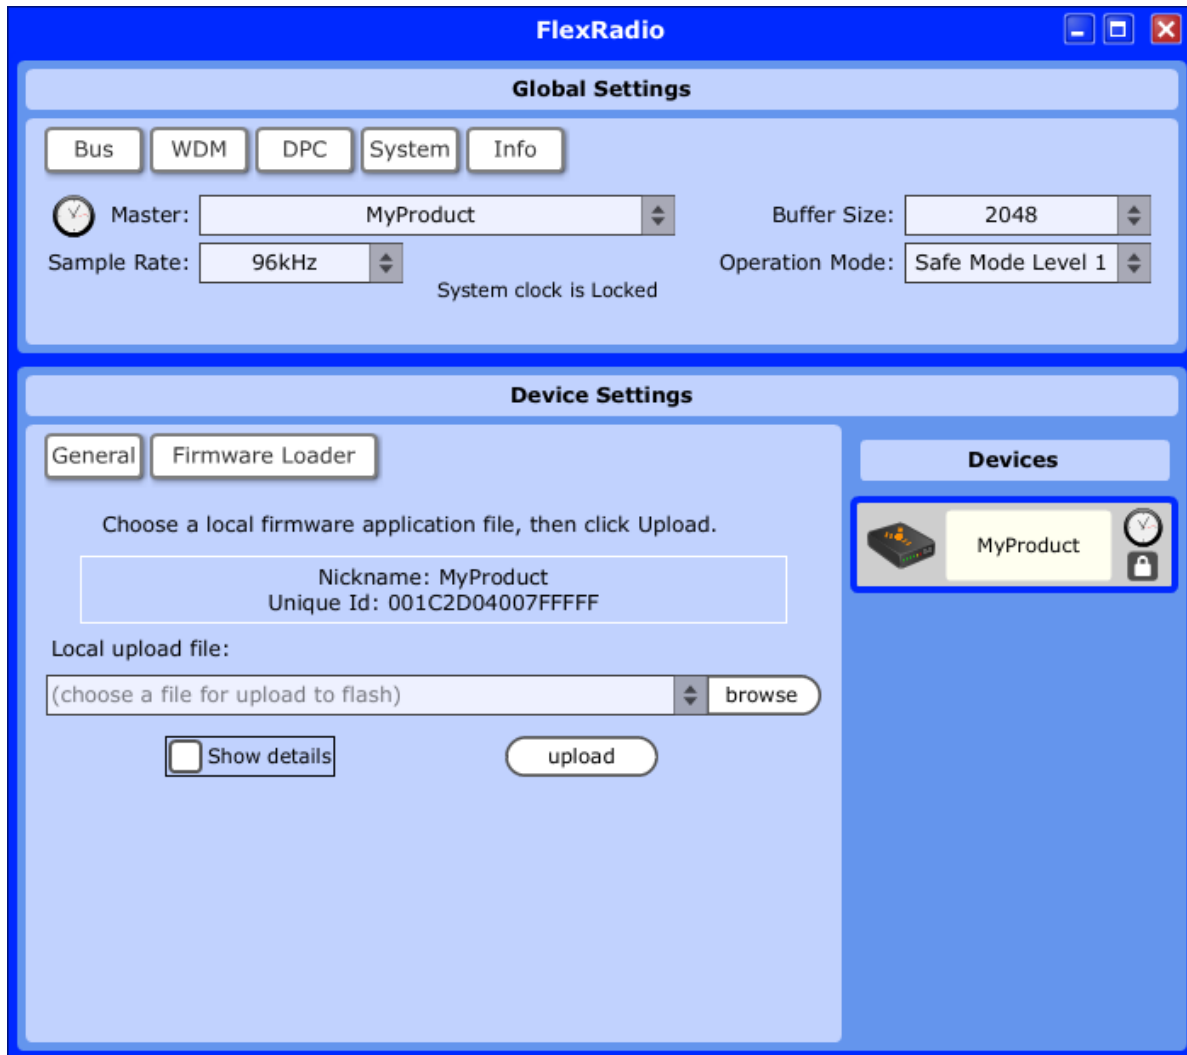 FlexRadio
Global Settings
Bus WDM DPC System Info
Master: MyProduct Buffer Size: 2048
Sample Rate: 96kHz Operation Mode: Safe Mode Level 1
System clock is Locked
Device Settings
General Firmware Loader
Devices
Choose a local firmware application file, then click Upload.
MyProduct
Nickname: MyProduct
Unique Id: 001C2D04007FFFFF
Local upload file:
(choose a file for upload to flash) browse
Show details upload